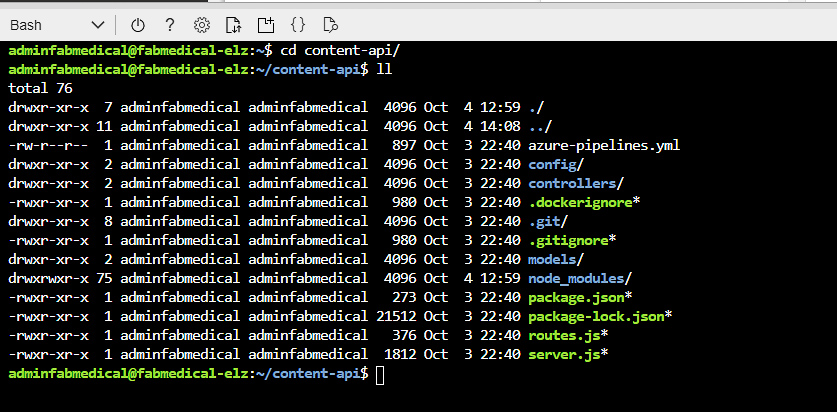 Bash
adminfabmedical@fabmedical-elz:~$ cd content-api/
adminfabmedical@fabmedical-elz:~/content-api$ ll
total 76
drwxr-xr-x  7 adminfabmedical adminfabmedical  4096 Oct  4 12:59 ./
drwxr-xr-x 11 adminfabmedical adminfabmedical  4096 Oct  4 14:08 ../
-rw-r--r--  1 adminfabmedical adminfabmedical   897 Oct  3 22:40 azure-pipelines.yml
drwxr-xr-x  2 adminfabmedical adminfabmedical  4096 Oct  3 22:40 config/
drwxr-xr-x  2 adminfabmedical adminfabmedical  4096 Oct  3 22:40 controllers/
-rwxr-xr-x  1 adminfabmedical adminfabmedical   980 Oct  3 22:40 .dockerignore*
drwxr-xr-x  8 adminfabmedical adminfabmedical  4096 Oct  3 22:40 .git/
-rwxr-xr-x  1 adminfabmedical adminfabmedical   980 Oct  3 22:40 .gitignore*
drwxr-xr-x  2 adminfabmedical adminfabmedical  4096 Oct  3 22:40 models/
drwxrwxr-x 75 adminfabmedical adminfabmedical  4096 Oct  4 12:59 node_modules/
-rwxr-xr-x  1 adminfabmedical adminfabmedical   273 Oct  3 22:40 package.json*
-rwxr-xr-x  1 adminfabmedical adminfabmedical 21512 Oct  3 22:40 package-lock.json*
-rwxr-xr-x  1 adminfabmedical adminfabmedical   376 Oct  3 22:40 routes.js*
-rwxr-xr-x  1 adminfabmedical adminfabmedical  1812 Oct  3 22:40 server.js*
adminfabmedical@fabmedical-elz:~/content-api$